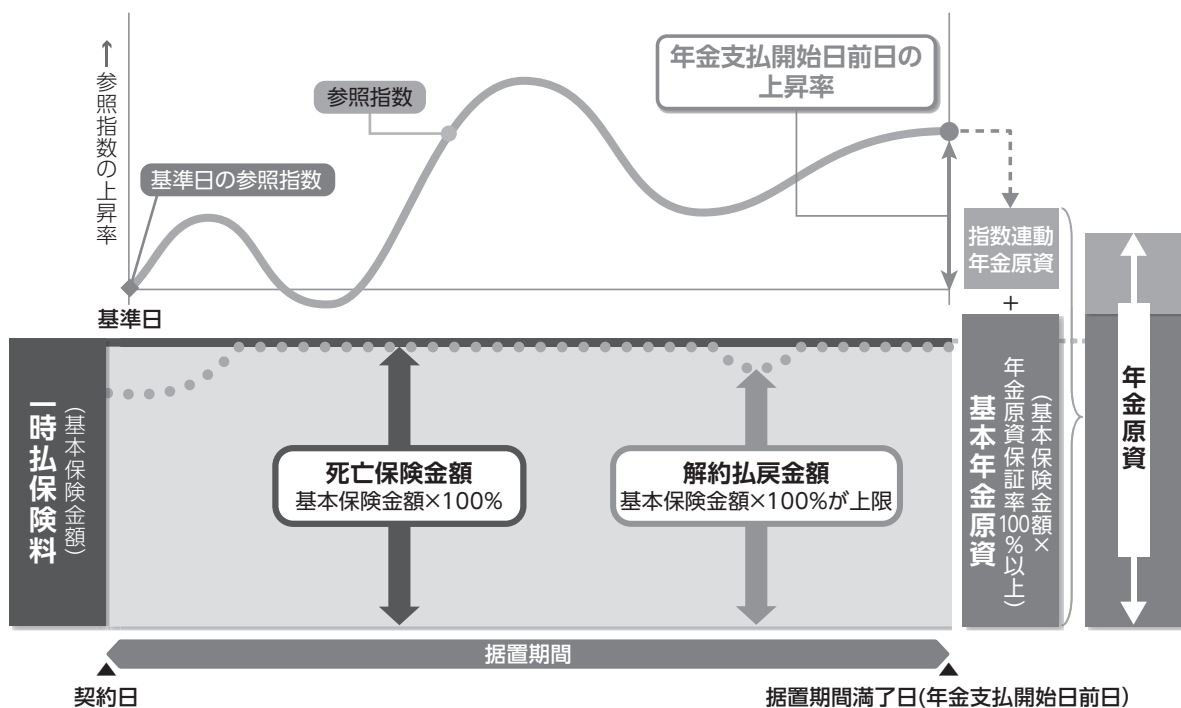 ↑参照指数の上昇率
参照指数
年金支払開始日前日の
上昇率
基準日の参照指数
指数連動
年金原資
+
基準日
一時払保険料
（基本保険金額）
死亡保険金額
基本保険金額×100%
解約払戻金額
基本保険金額×100%が上限
（基本保険金額×
年金原資保証率100%以上）
基本年金原資
年金原資
据置期間
契約日
据置期間満了日(年金支払開始日前日)